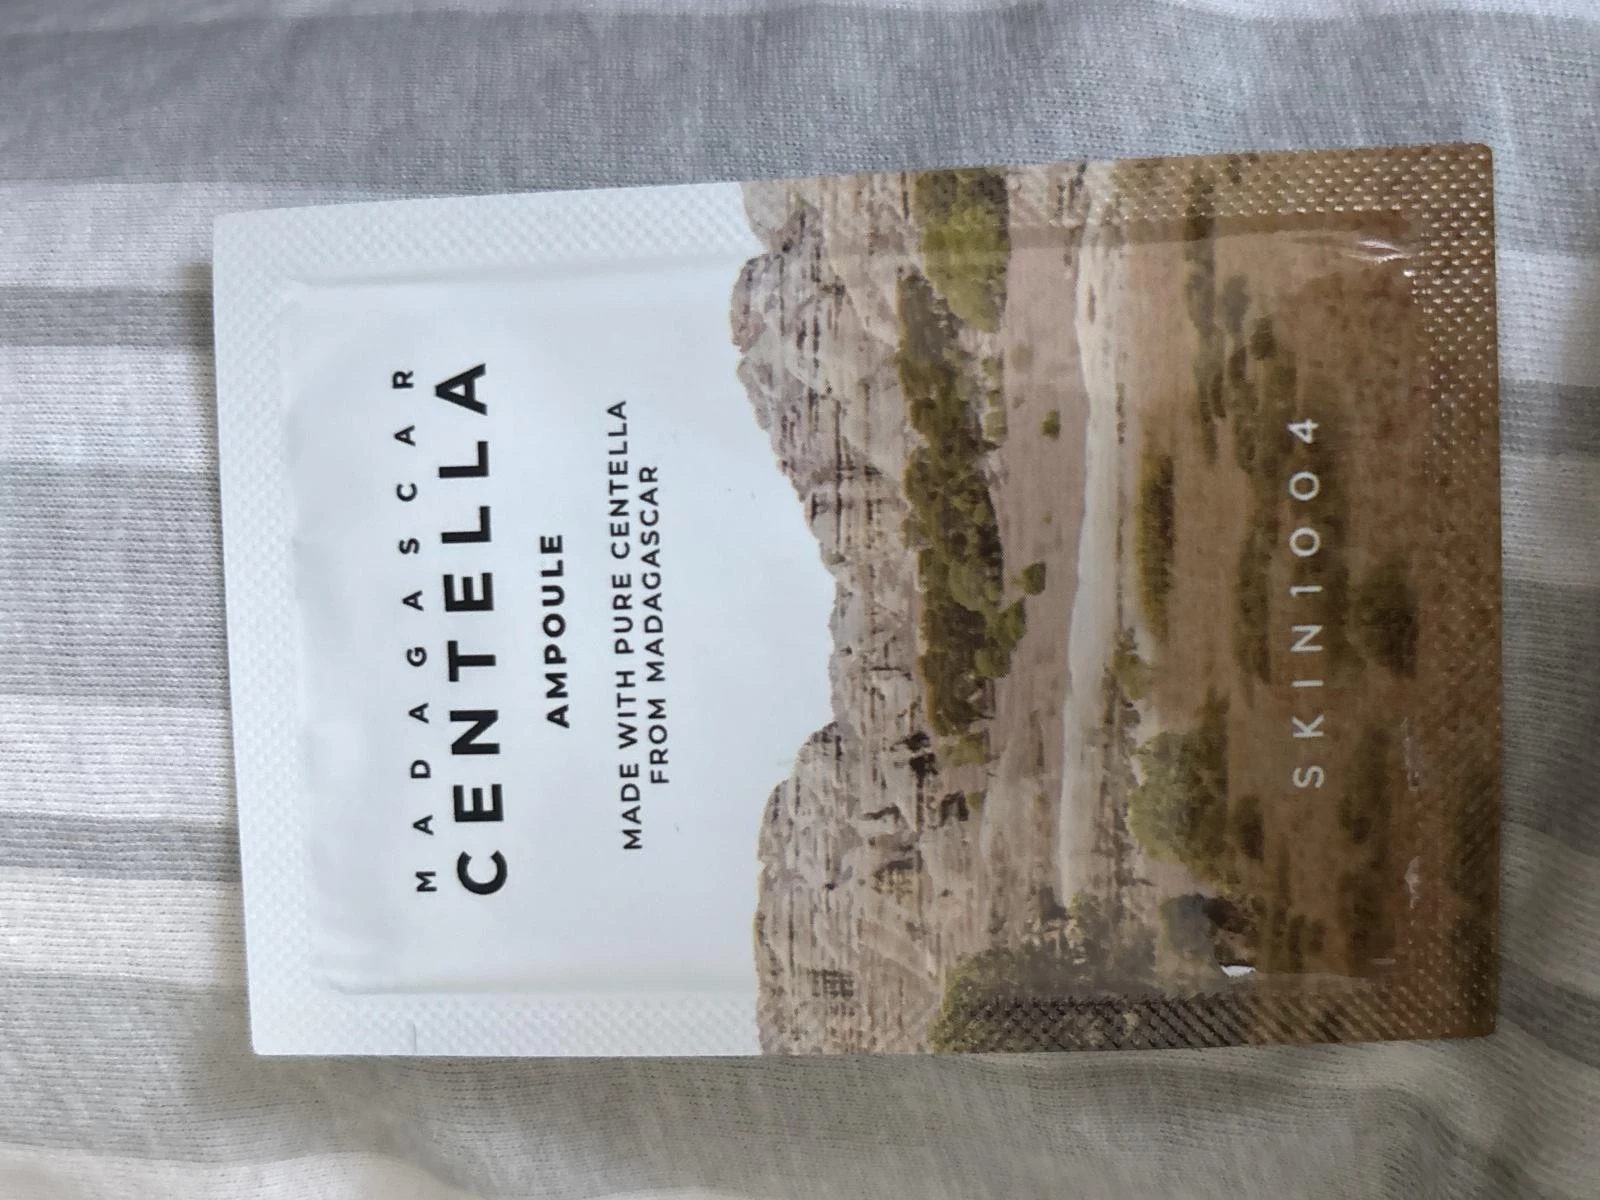 MADAGASCAR
CENTELLA
AMPOULE
MADE WITH PURE CENTELLA
FROM MADAGASCAR
SKIN1004